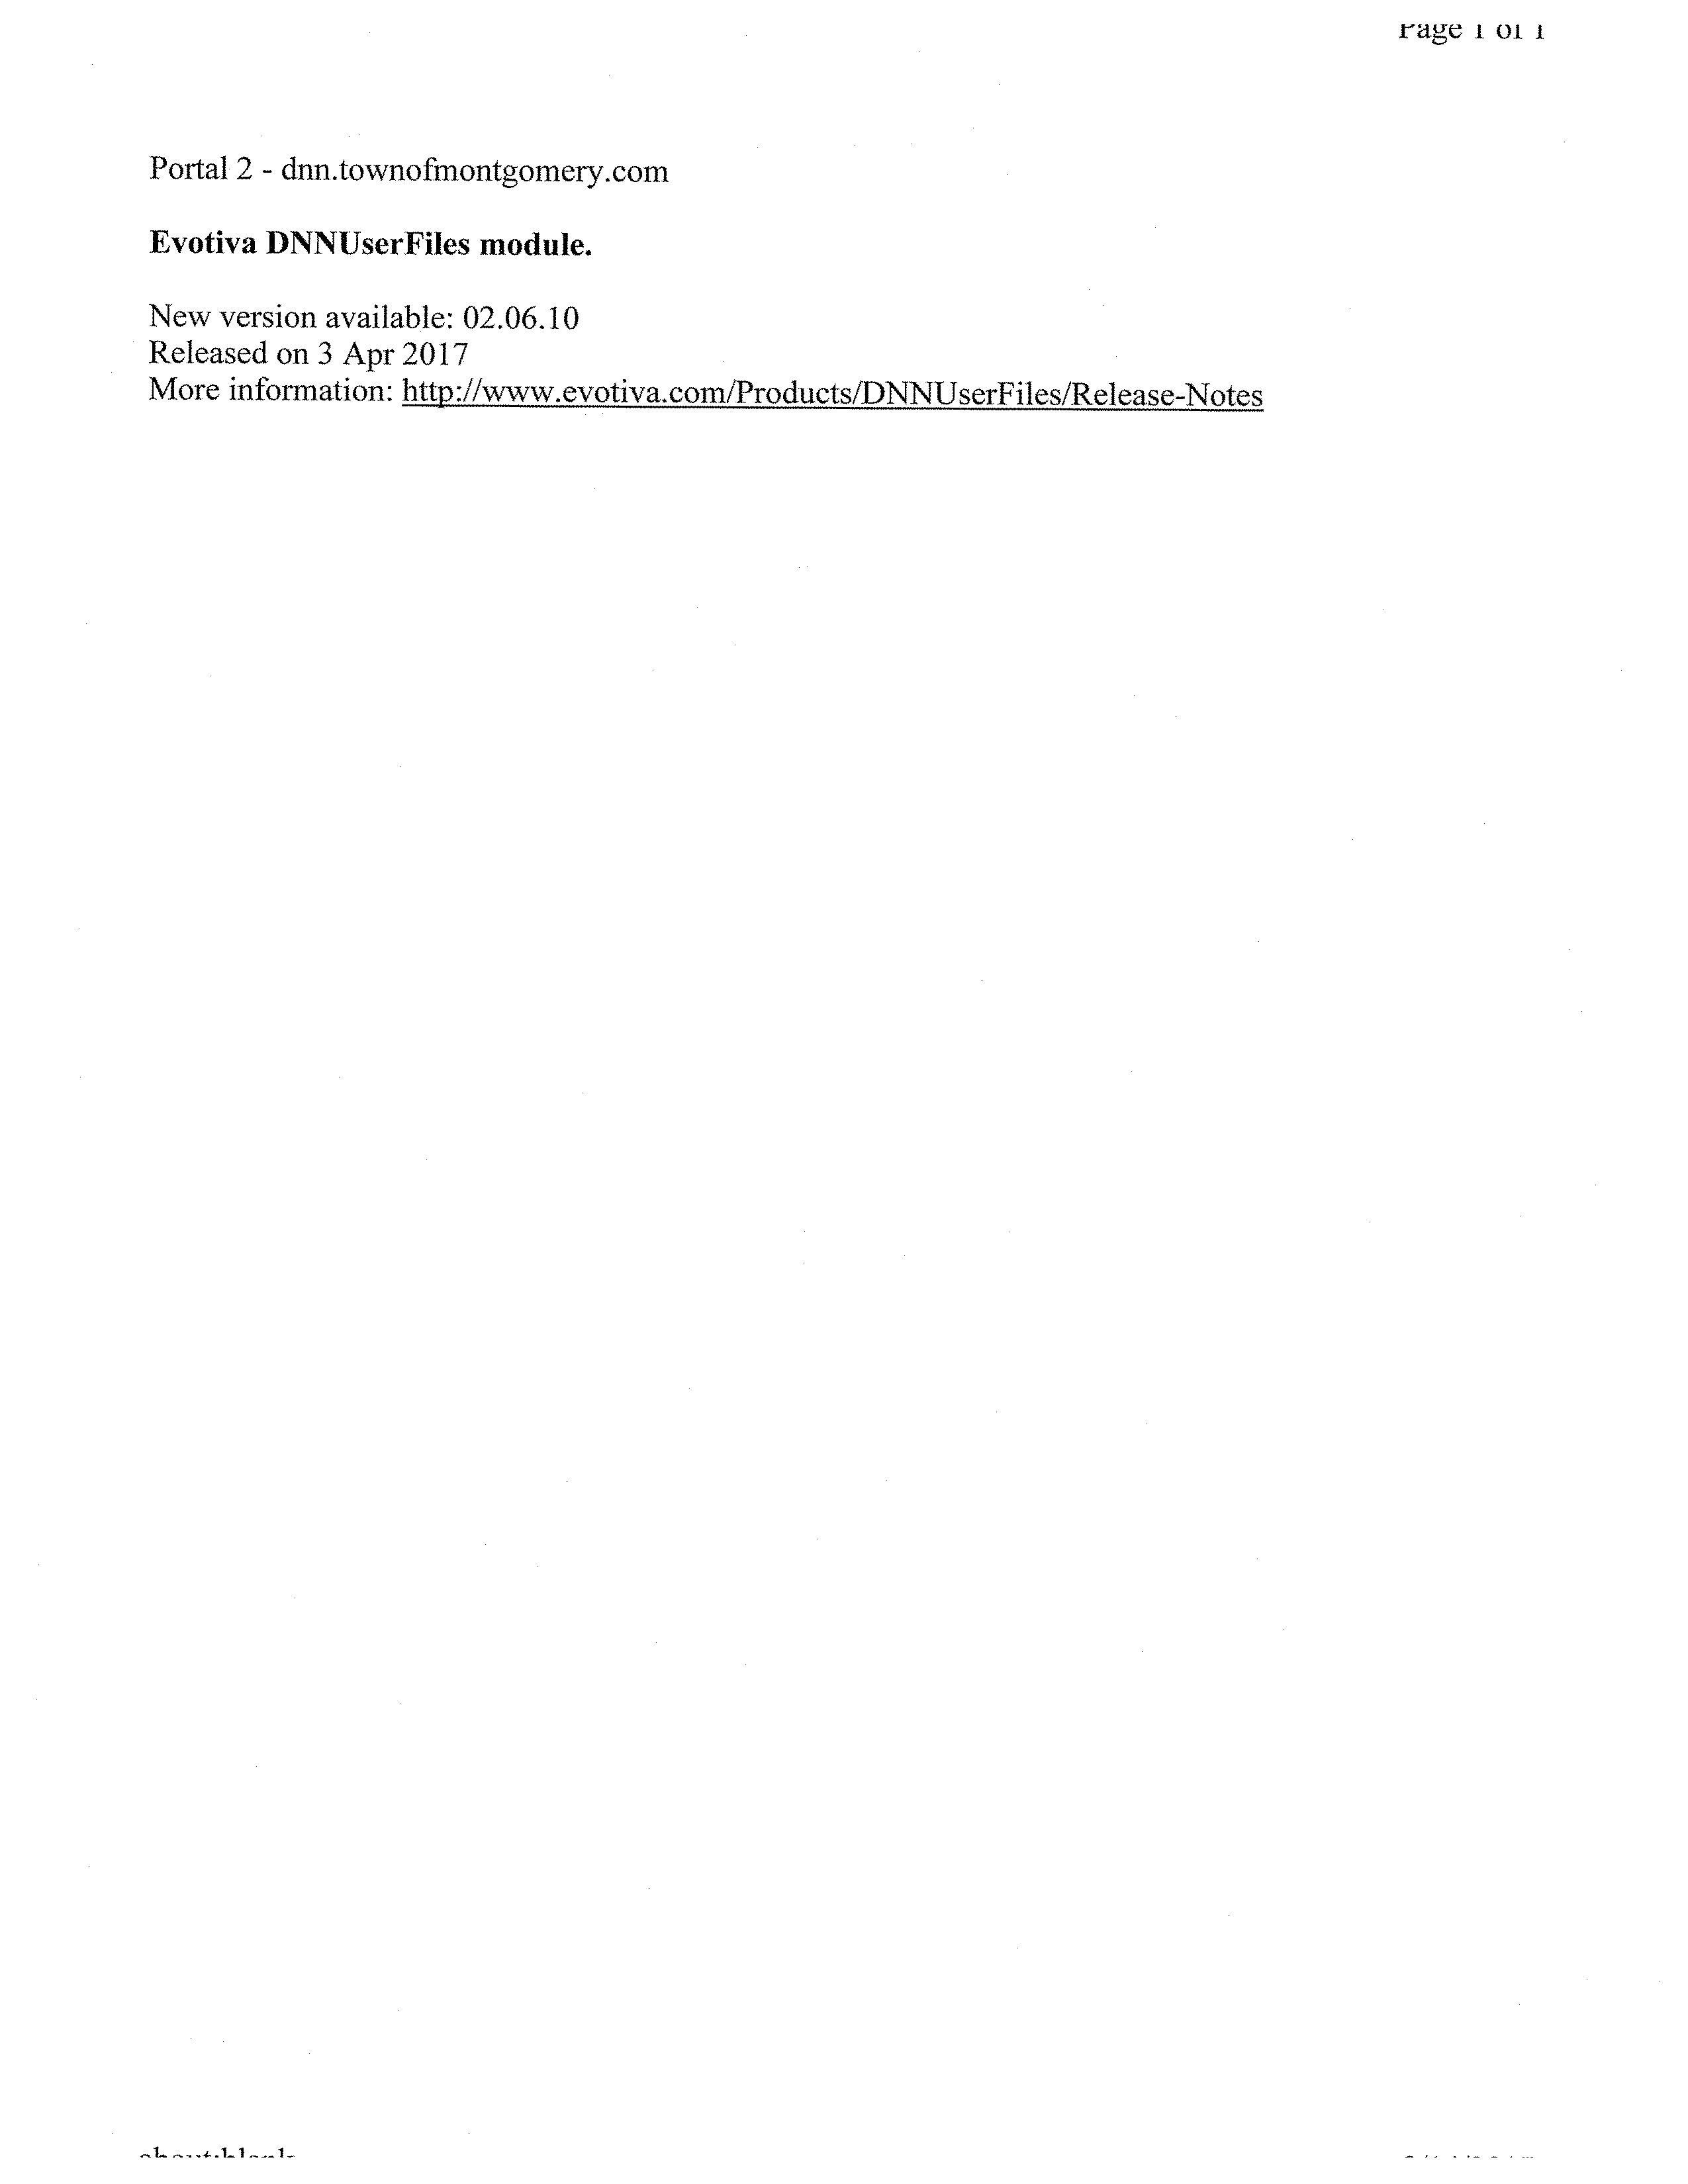 Page 1 of 1
Portal 2 - dnn.townofmontgomery.com
Evotiva DNNUserFiles module.
New version available: 02.06.10
Released on 3 Apr 2017
More information: http://www.evotiva.com/Products/DNNUserFiles/Release-Notes
about:blank